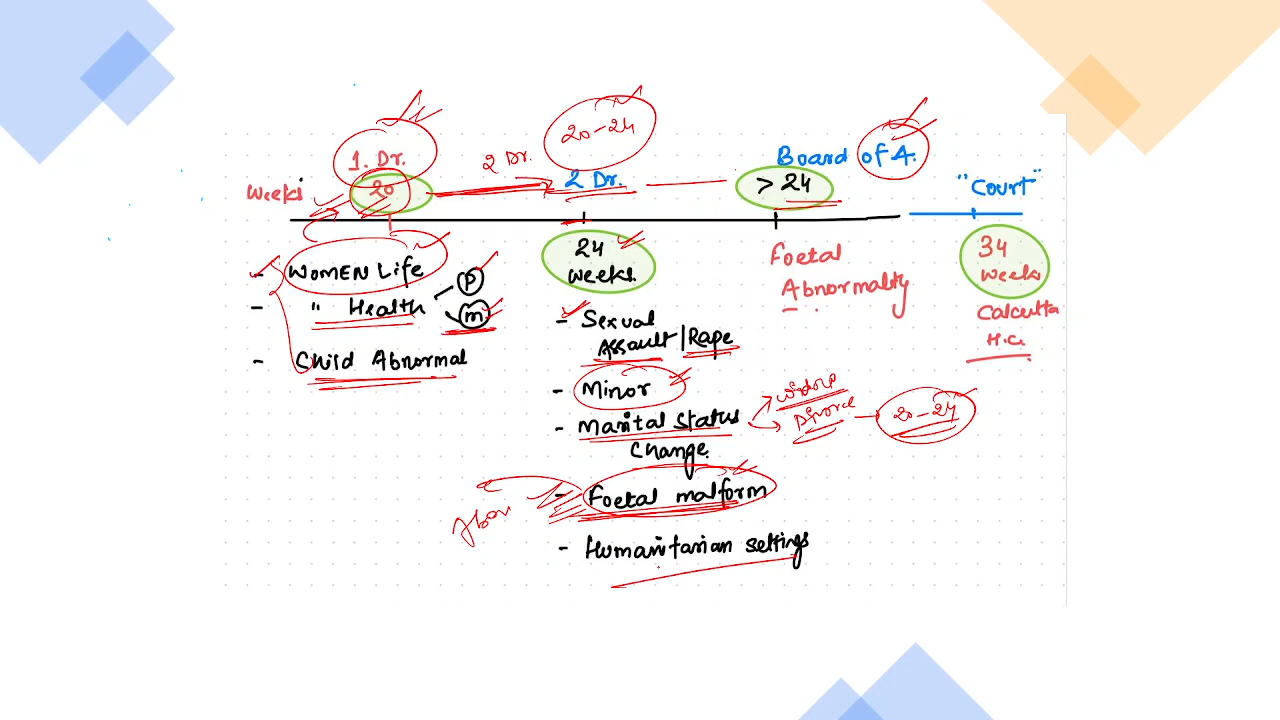 1. Dr.
20-24
2 Dr.
Board of A.
2 Dr.
Weeks
20
> 24
"Court"
- Women Life
- " Health
P
m
- Child Abnormal
24
weeks.
- Sexual
Assault/Rape
- Minor
- Marital Status
Change.
widow
Divorce
20-24
- Foetal malform
- Humanitarian settings
Foetal
Abnormality
34
weeks
Calcutta
H.C.